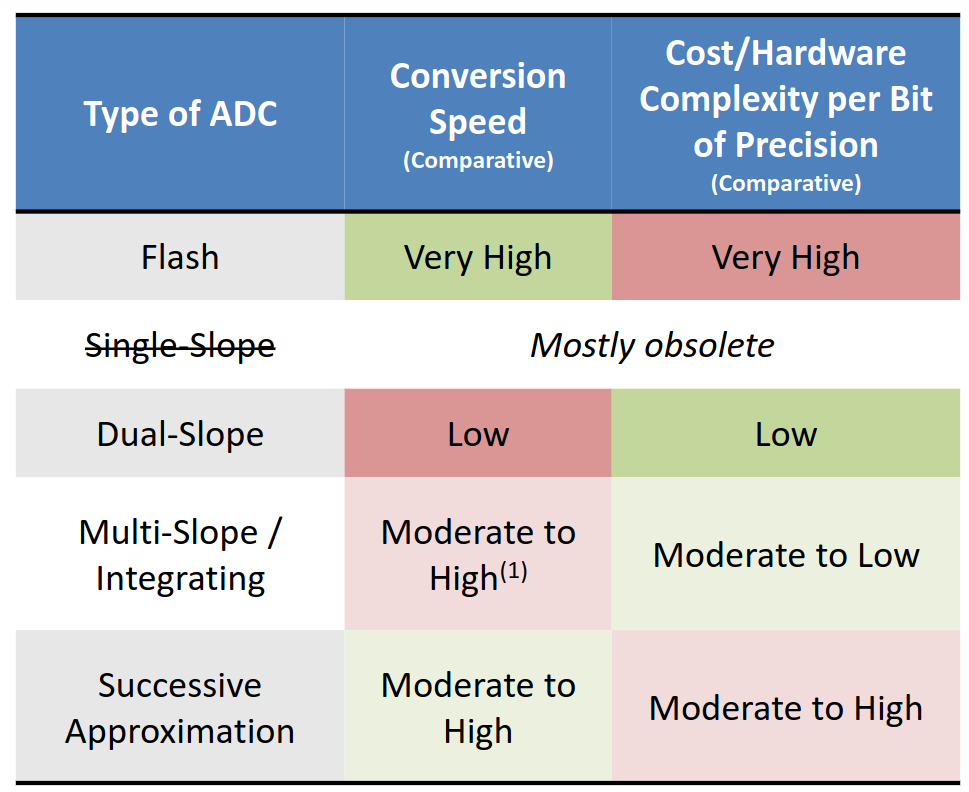 Type of ADC
Conversion
Speed
(Comparative)
Cost/Hardware
Complexity per Bit
of Precision
(Comparative)
Flash
Very High
Very High
Single-Slope
Mostly obsolete
Dual-Slope
Low
Low
Multi-Slope /
Integrating
Moderate to
High(1)
Moderate to Low
Successive
Approximation
Moderate to
High
Moderate to High